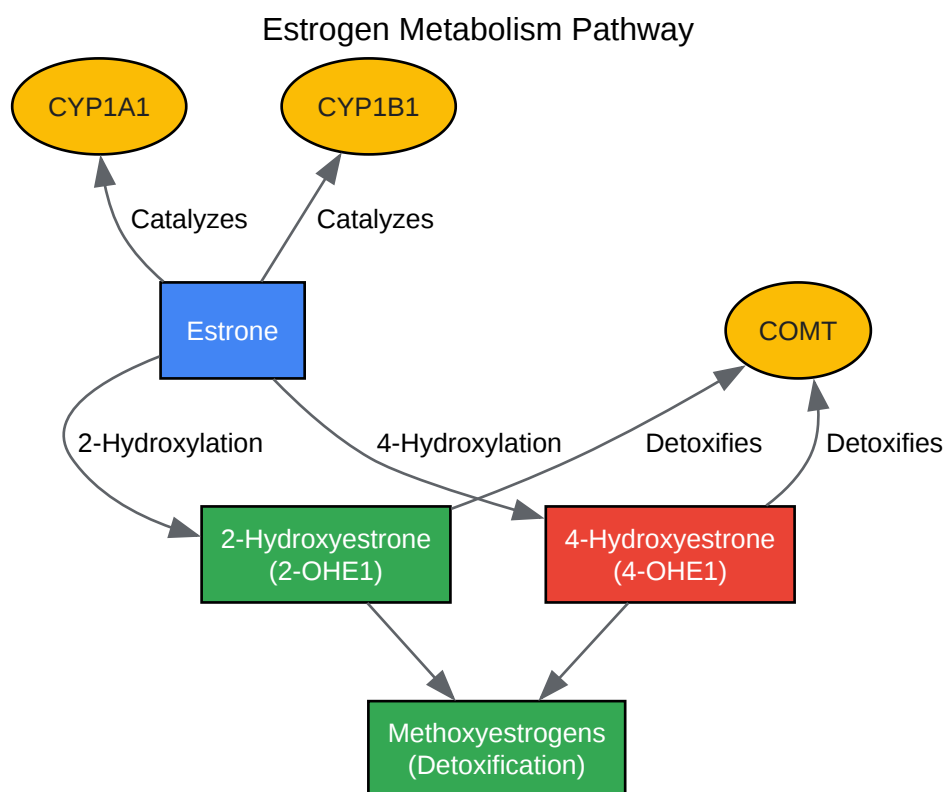 Estrogen Metabolism Pathway
CYP1A1
CYP1B1
Catalyzes
Catalyzes
Estrone
COMT
2-Hydroxylation
4-Hydroxylation
Detoxifies
Detoxifies
2-Hydroxyestrone
(2-OHE1)
4-Hydroxyestrone
(4-OHE1)
Methoxyestrogens
(Detoxification)